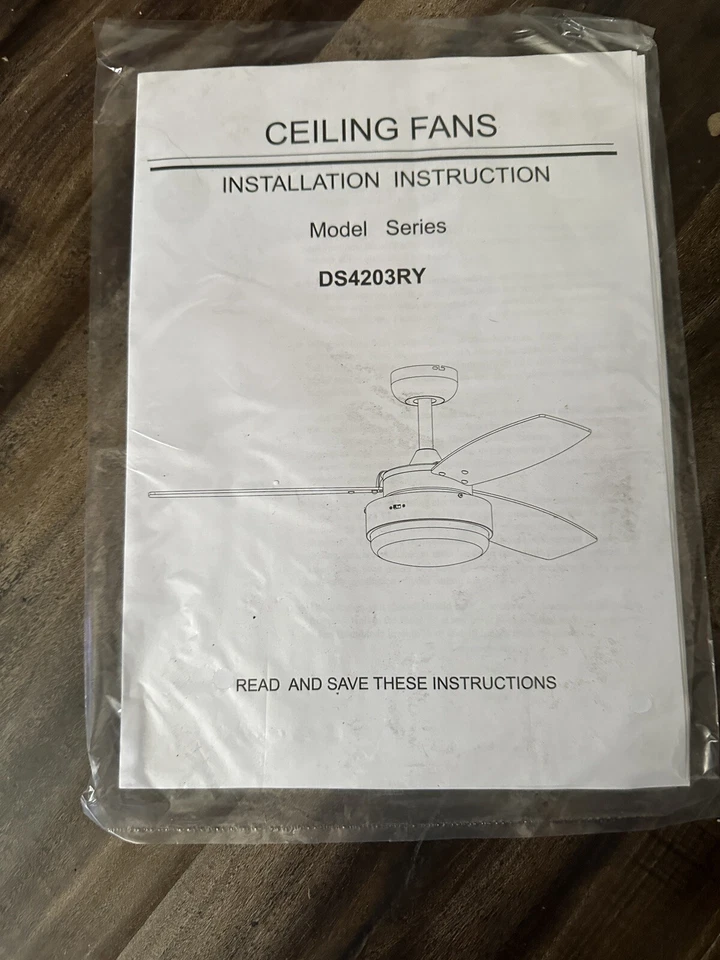 CEILING FANS
INSTALLATION INSTRUCTION
Model Series
DS4203RY
READ AND SAVE THESE INSTRUCTIONS